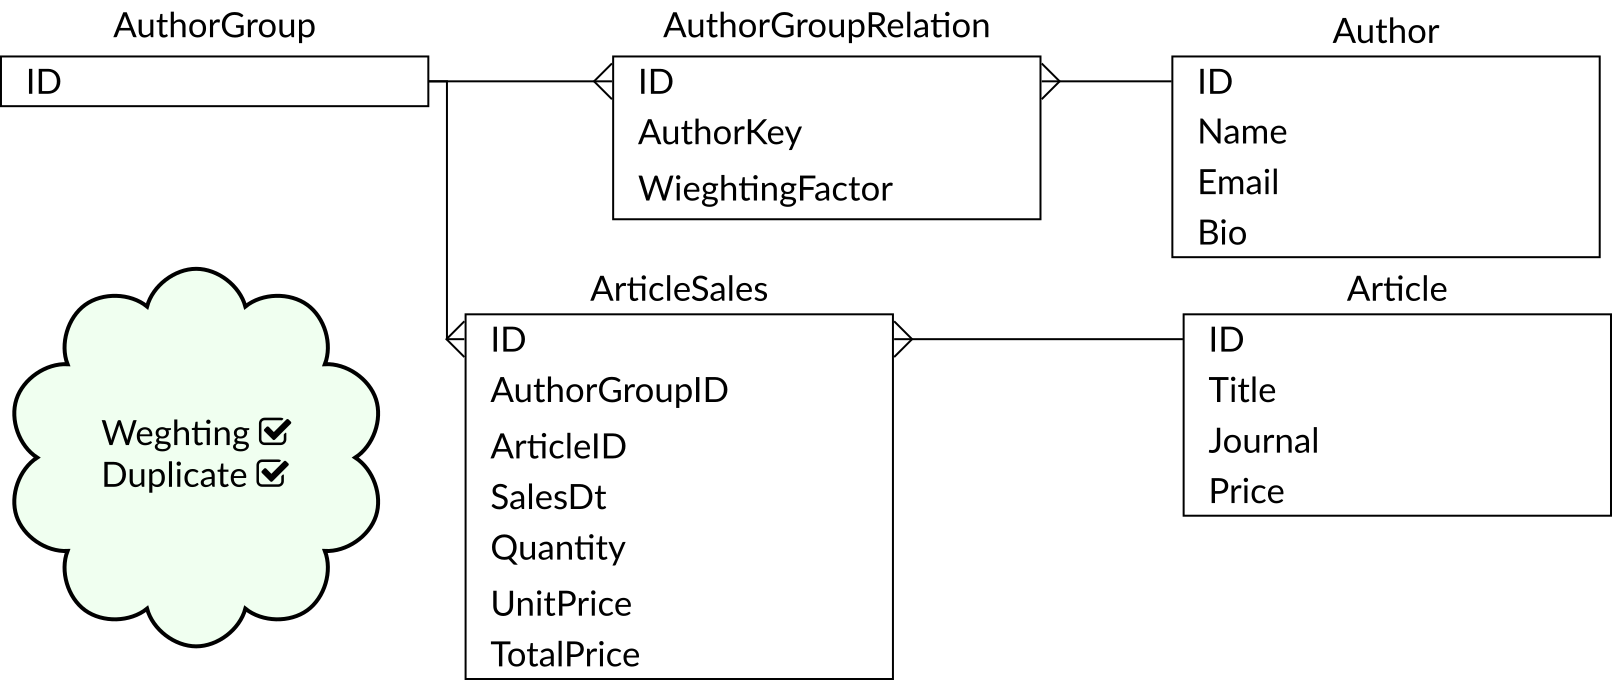 AuthorGroup
ID
AuthorGroupRelation
ID
AuthorKey
WieghtingFactor
Author
ID
Name
Email
Bio
Weghting
Duplicate
ArticleSales
ID
AuthorGroupID
ArticleID
SalesDt
Quantity
UnitPrice
TotalPrice
Article
ID
Title
Journal
Price